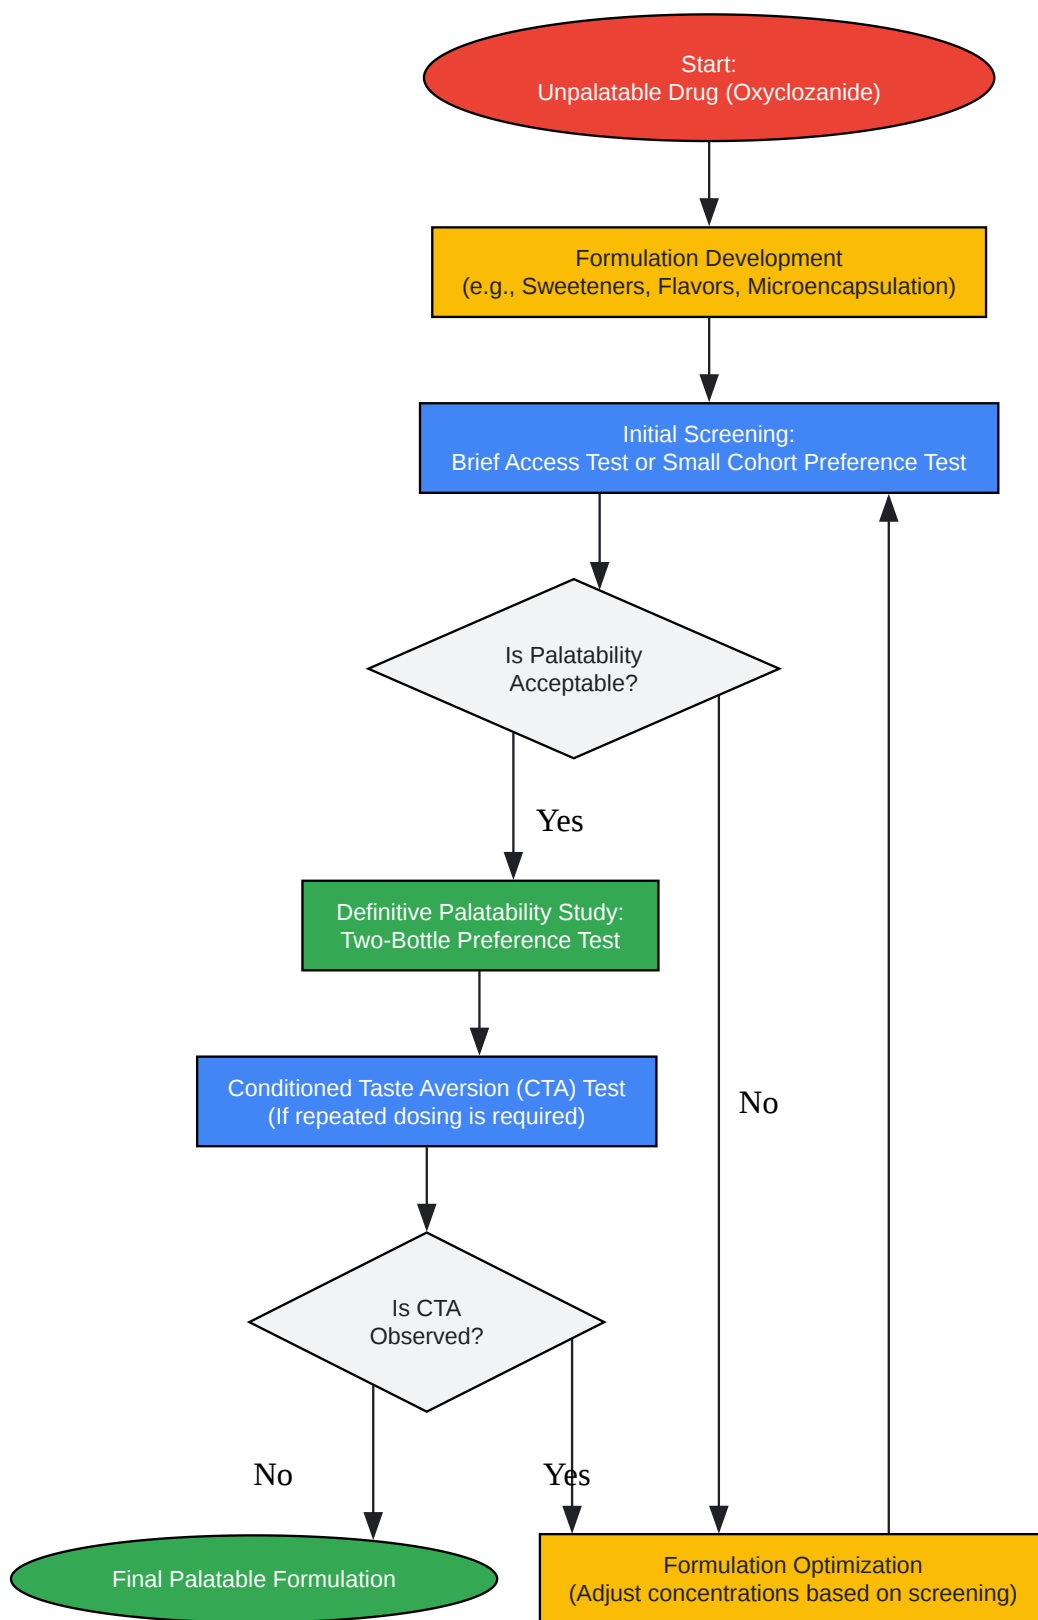 Start:
Unpalatable Drug (Oxyclozanide)
Formulation Development
(e.g., Sweeteners, Flavors, Microencapsulation)
Initial Screening:
Brief Access Test or Small Cohort Preference Test
Is Palatability
Acceptable?
Yes
Definitive Palatability Study:
Two-Bottle Preference Test
Conditioned Taste Aversion (CTA) Test
(If repeated dosing is required)
No
Is CTA
Observed?
No
Yes
Final Palatable Formulation
Formulation Optimization
(Adjust concentrations based on screening)